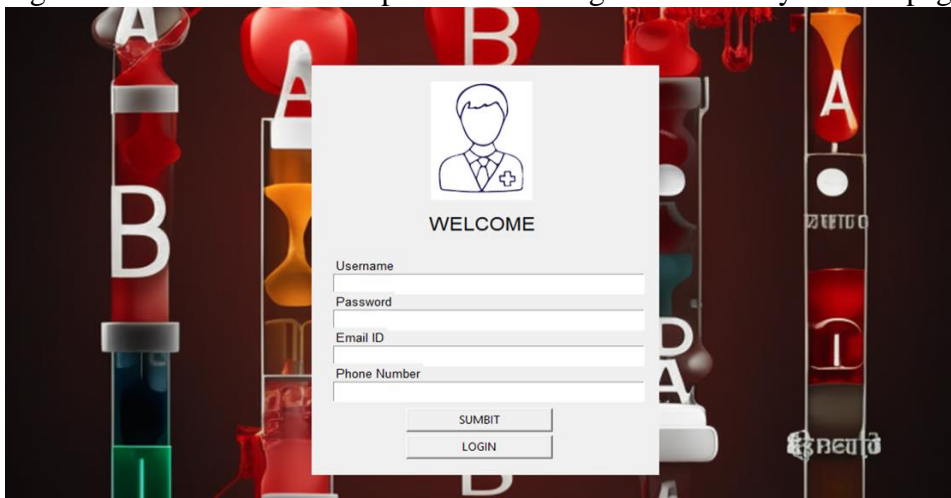 A
B
A
A
B
WELCOME
Username
Password
Email ID
Phone Number
SUMBIT
LOGIN
B
D
A
B